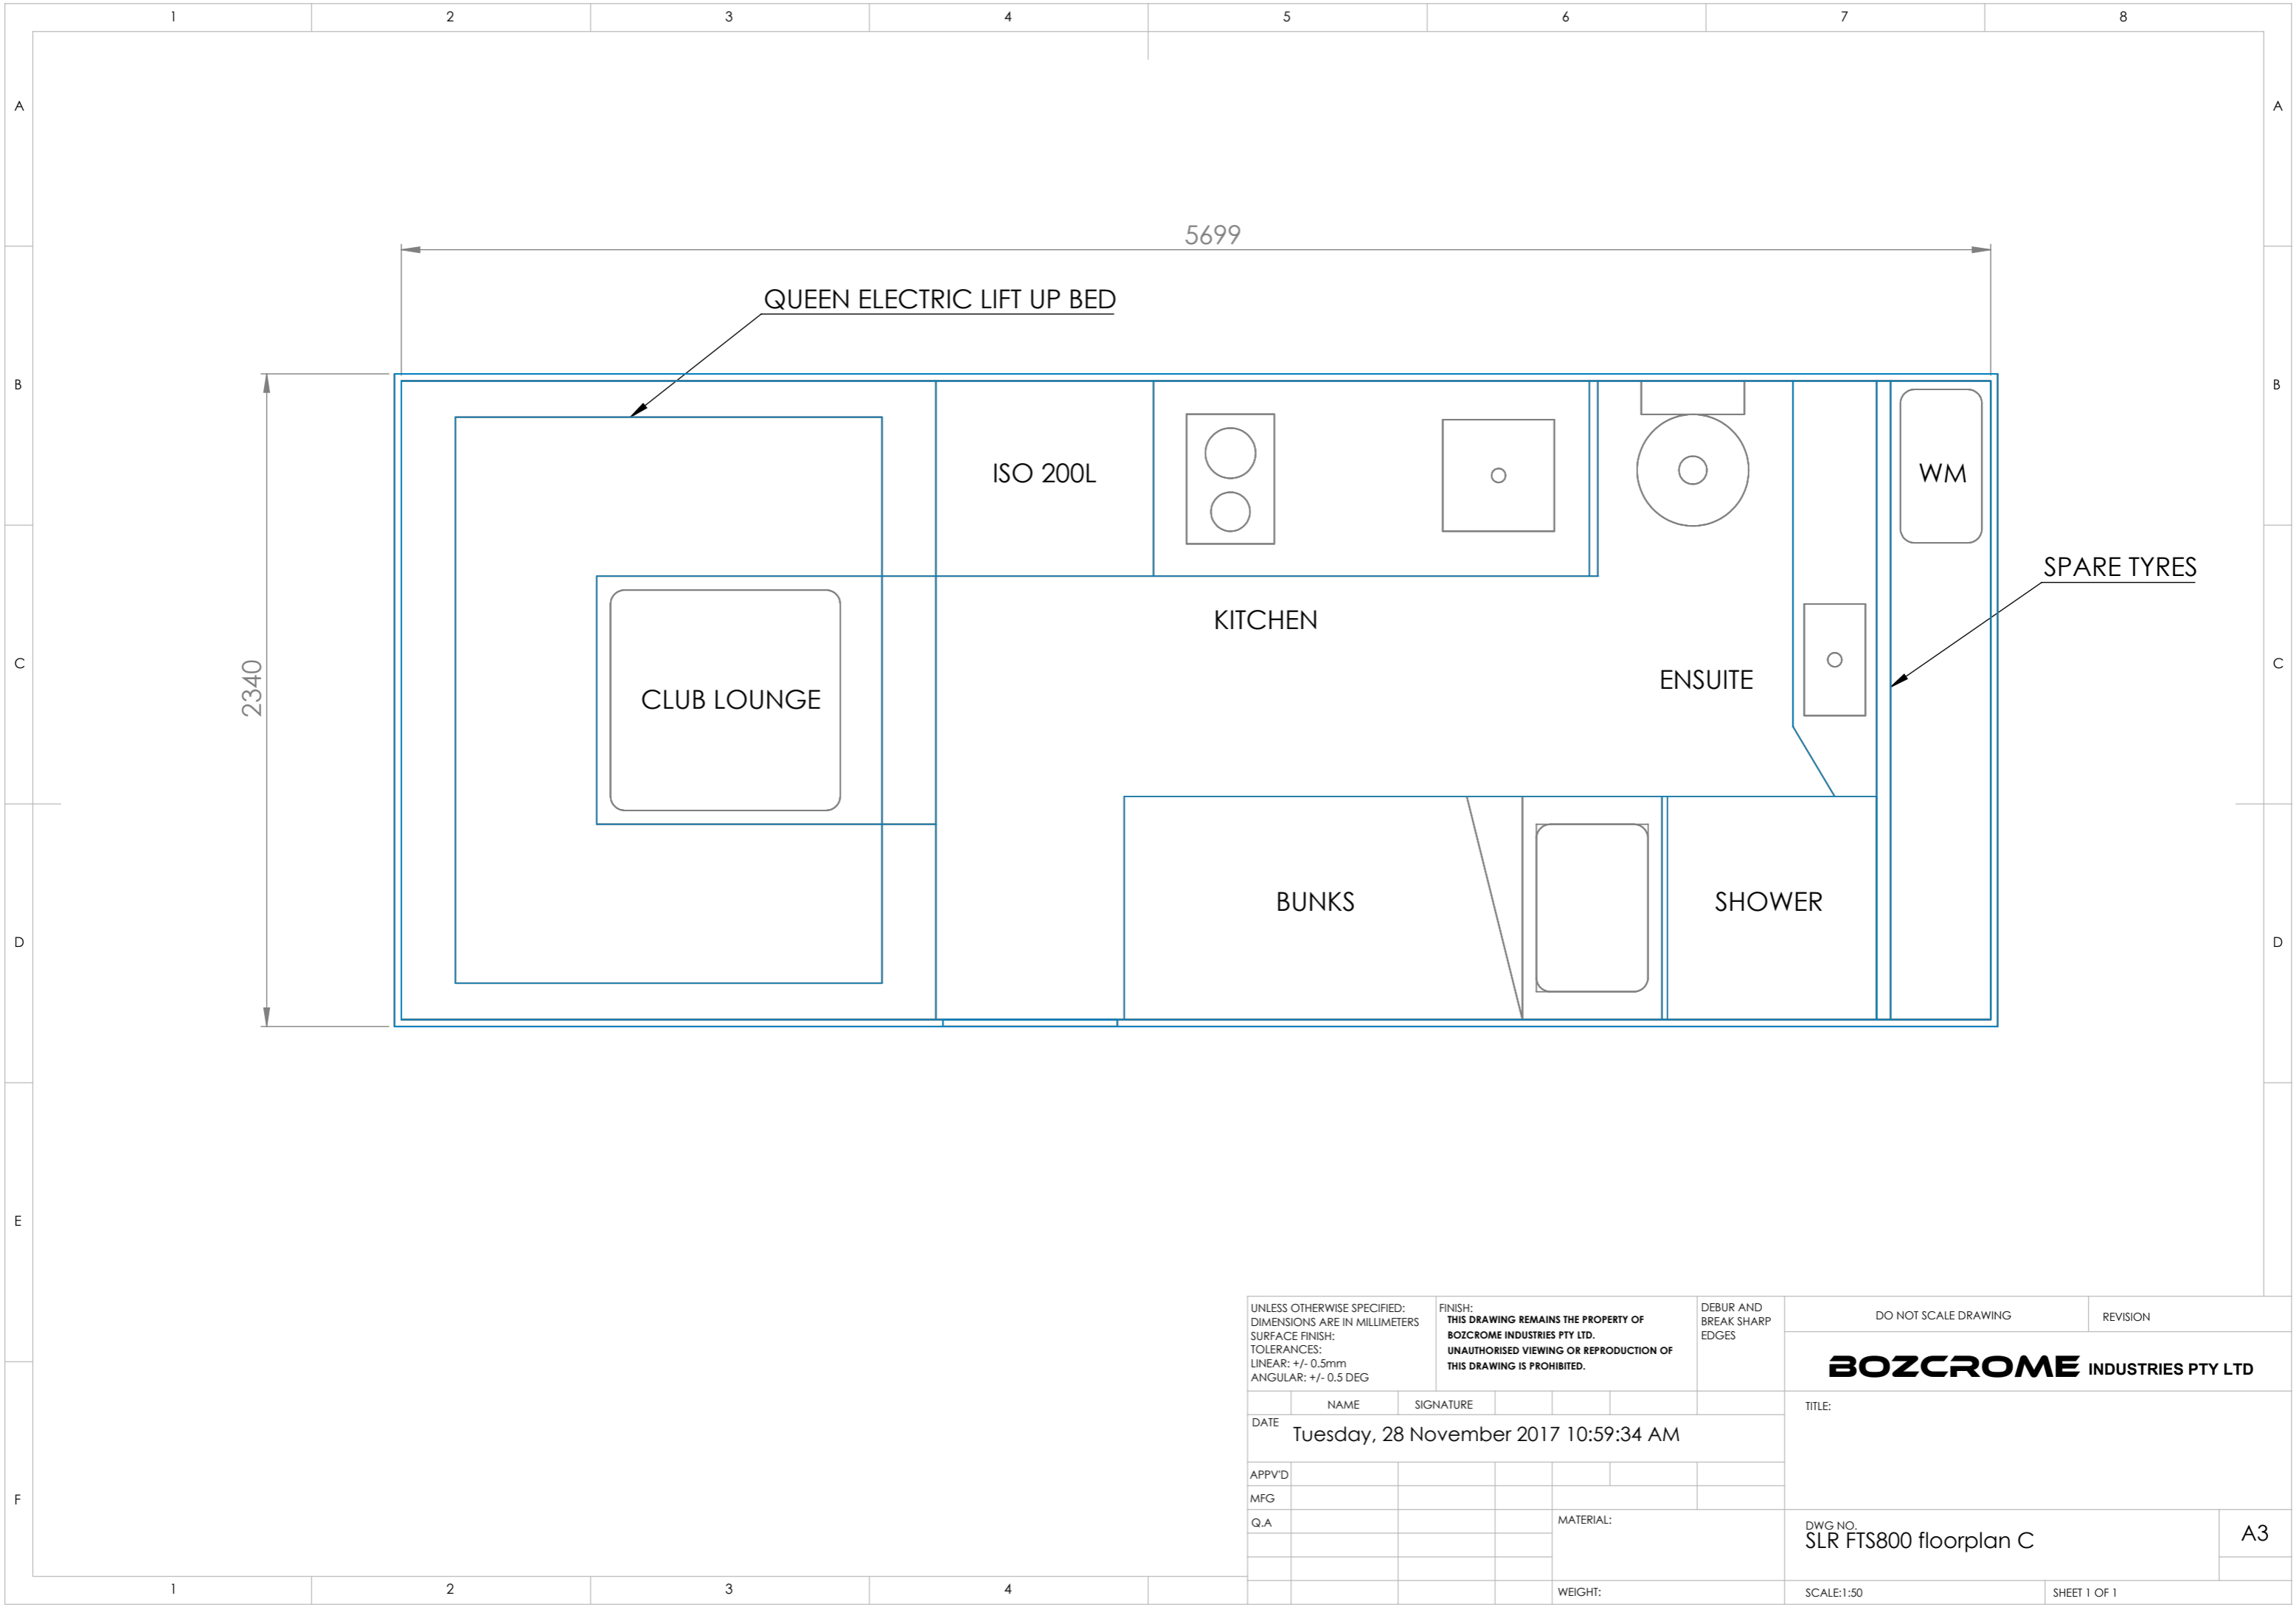 1 2 3 4 5 6 7 8
A A
5699
QUEEN ELECTRIC LIFT UP BED
B B
ISO 200L
WM
SPARE TYRES
KITCHEN
C C
ENSUITE
2340
CLUB LOUNGE
BUNKS
SHOWER
D D
E
F
1 2 3 4
UNLESS OTHERWISE SPECIFIED:
DIMENSIONS ARE IN MILLIMETERS
SURFACE FINISH:
TOLERANCES:
LINEAR: +/- 0.5mm
ANGULAR: +/- 0.5 DEG
FINISH:
THIS DRAWING REMAINS THE PROPERTY OF
BOZCROME INDUSTRIES PTY LTD.
UNAUTHORISED VIEWING OR REPRODUCTION OF
THIS DRAWING IS PROHIBITED.
DEBUR AND
BREAK SHARP
EDGES
DO NOT SCALE DRAWING
REVISION
BOZCROME INDUSTRIES PTY LTD
NAME SIGNATURE
DATE
Tuesday, 28 November 2017 10:59:34 AM
TITLE:
APPV'D
MFG
Q.A
MATERIAL:
DWG NO.
SLR FTS800 floorplan C
A3
WEIGHT:
SCALE:1:50
SHEET 1 OF 1